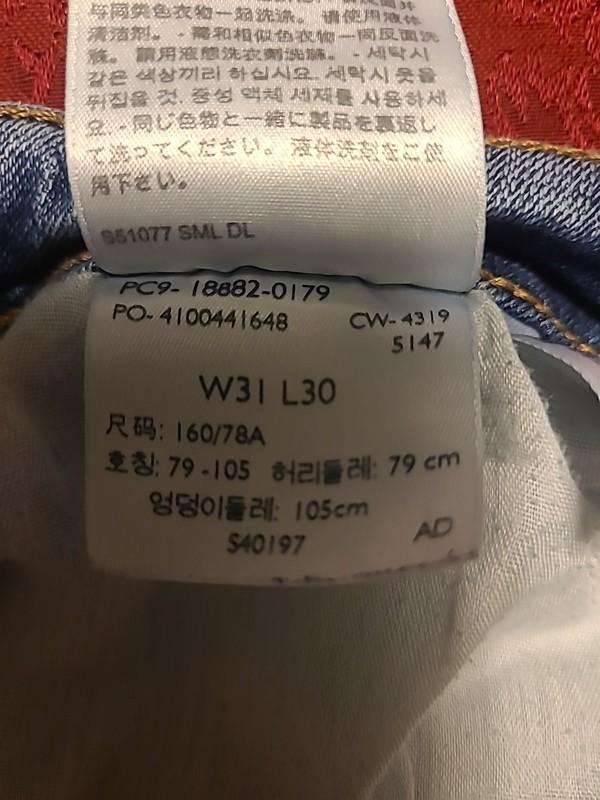 与同类色衣物一起洗涤。请使用液体
清洁剂。- 需和相似色衣物一同反面洗
滌。請用液態洗衣劑洗滌。- 세탁시
같은 색상끼리 하십시요. 세탁시 옷을
뒤집을 것. 중성 액체 세제를 사용하세
요. - 同じ色物と一緒に製品を裏返し
て洗ってください。液体洗剤をご使
用下さい。
S51077 SML DL
PC9- 18882-0179
PO- 4100441648 CW- 4319
5147
W31 L30
尺码: 160/78A
호칭: 79 -105 허리둘레: 79 cm
엉덩이둘레: 105cm
S40197 AD